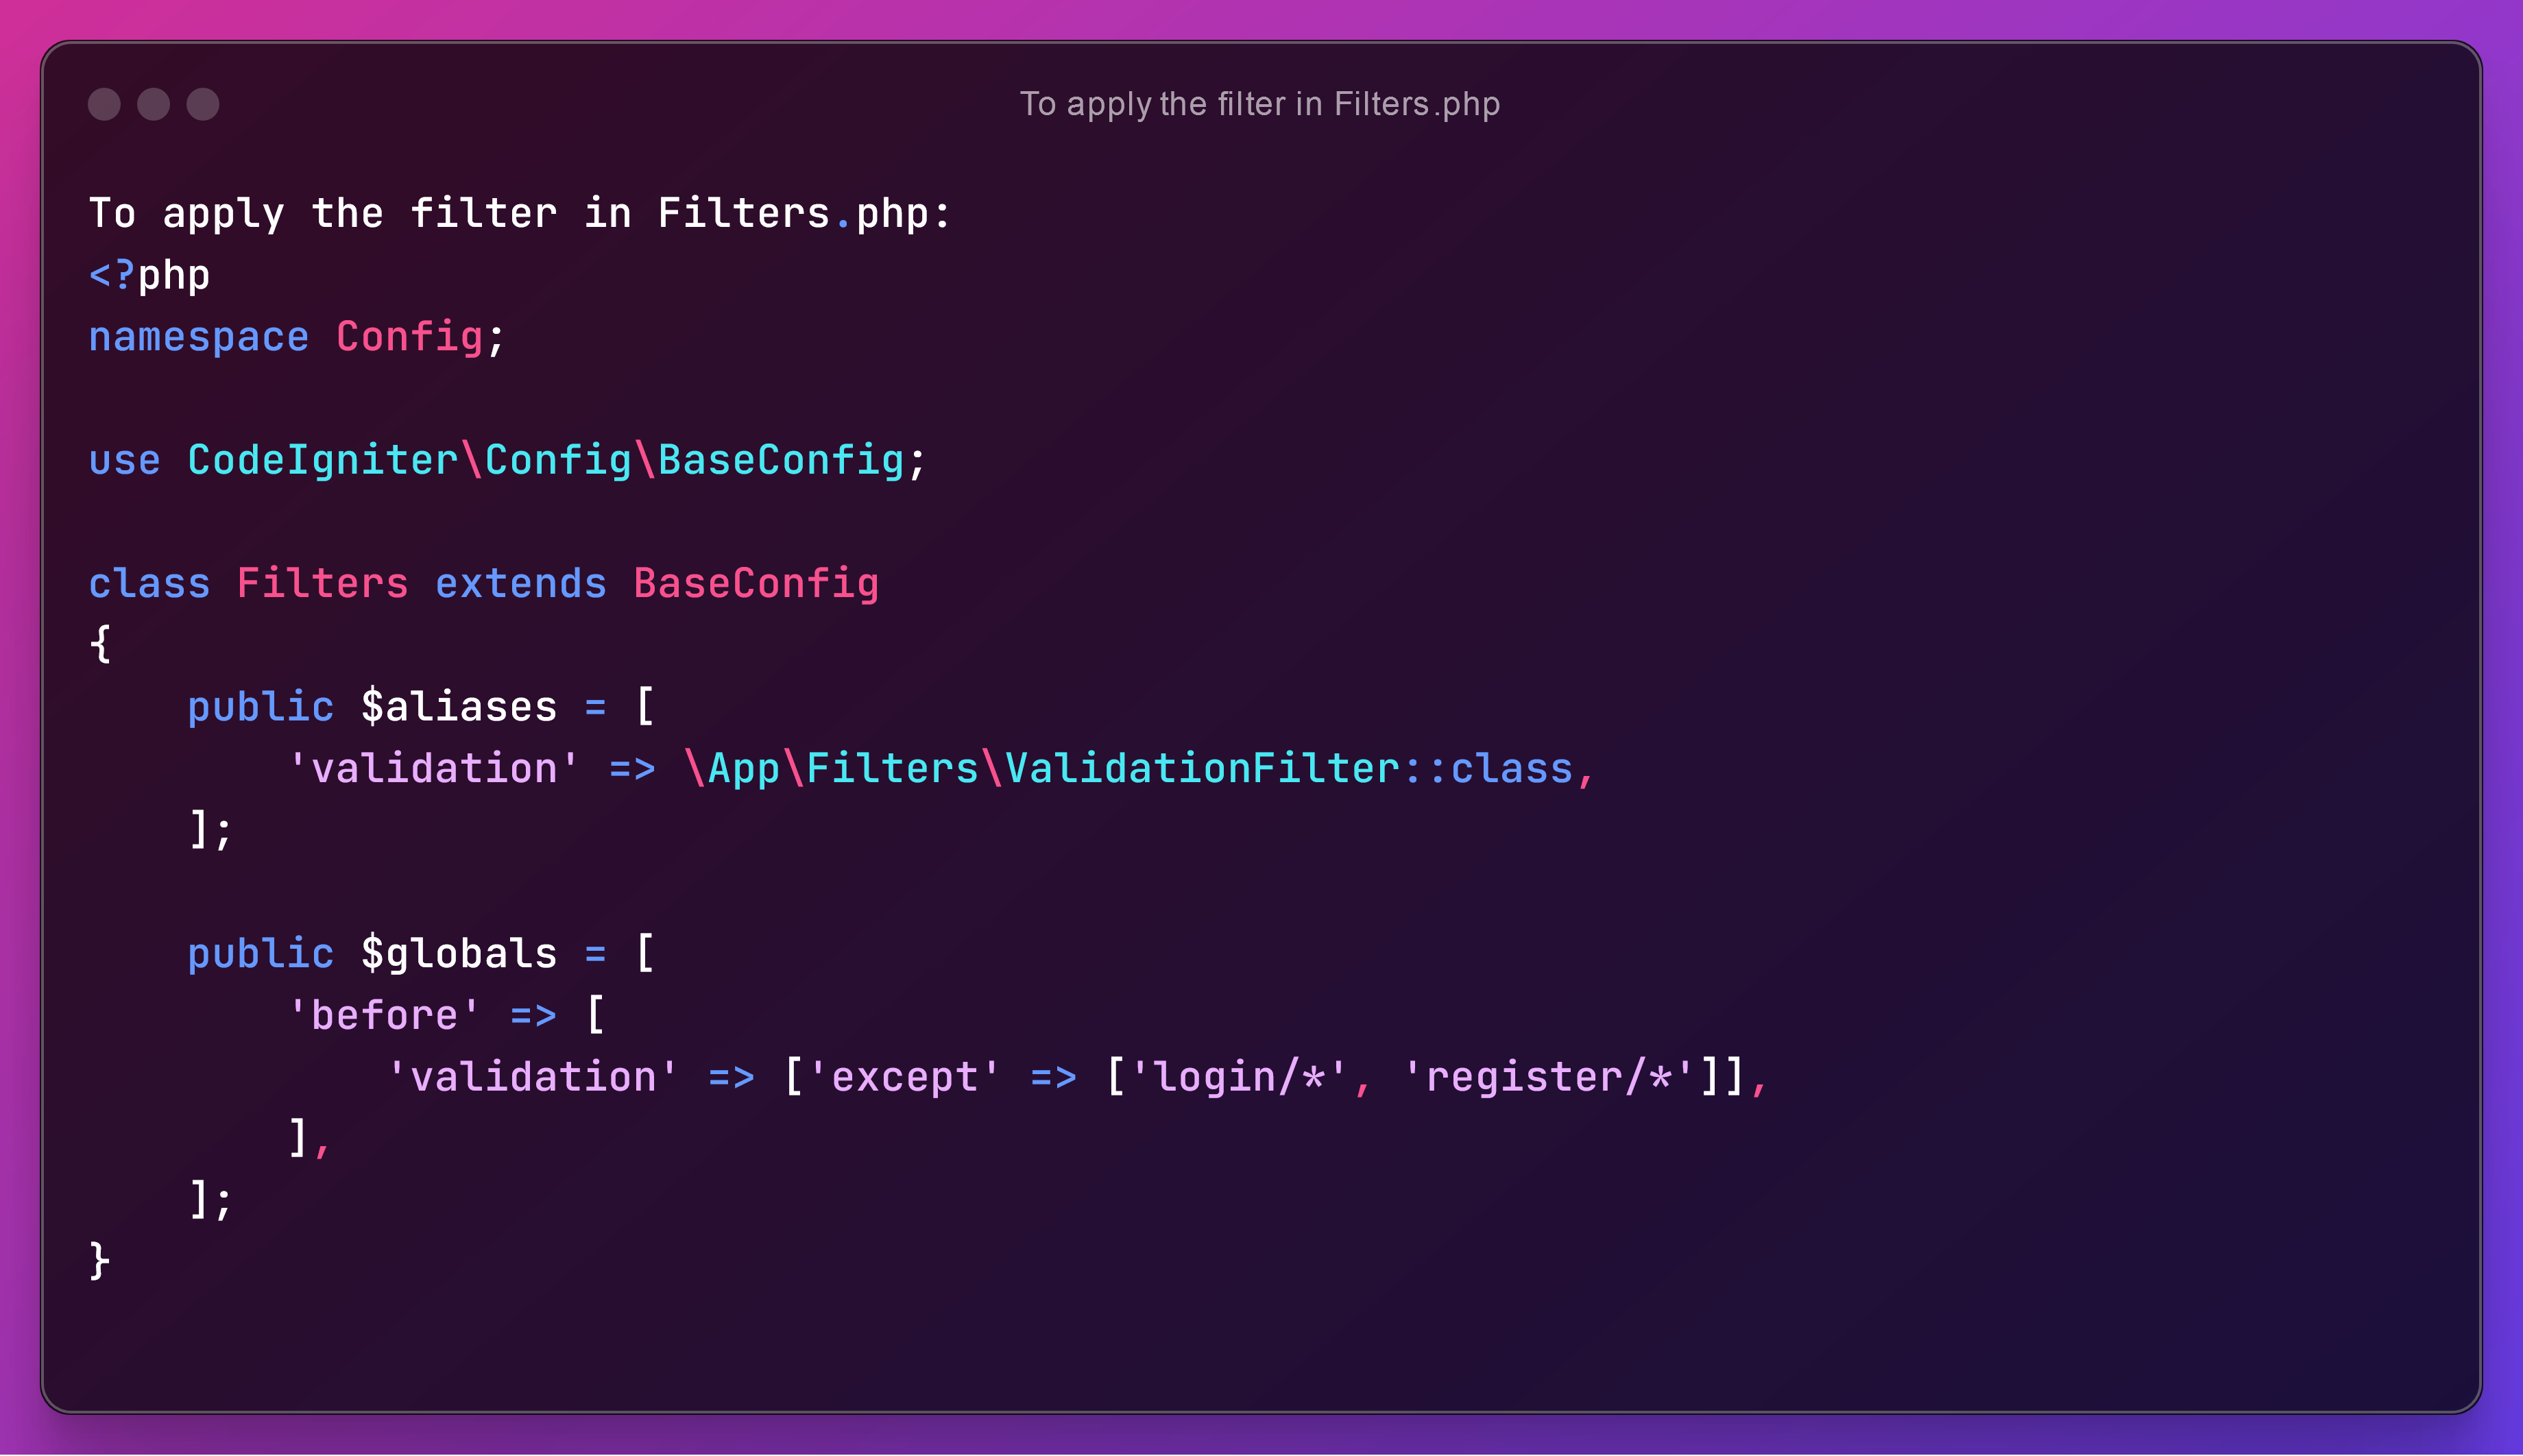 To apply the filter in Filters.php
To apply the filter in Filters.php:
<?php
namespace Config;

use CodeIgniter\Config\BaseConfig;

class Filters extends BaseConfig
{
    public $aliases = [
        'validation' => \App\Filters\ValidationFilter::class,
    ];

    public $globals = [
        'before' => [
            'validation' => ['except' => ['login/*', 'register/*']],
        ],
    ];
}